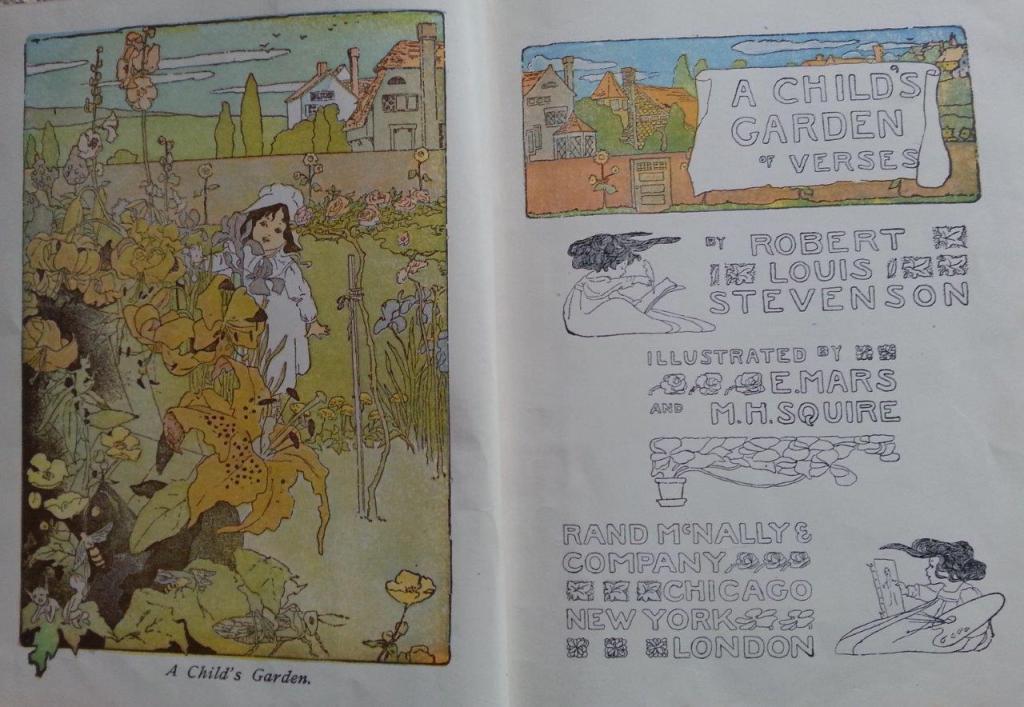 A Child's Garden.
A CHILD'S
GARDEN
OF VERSES
BY ROBERT
LOUIS
STEVENSON
ILLUSTRATED BY
E. MARS
AND M. H. SQUIRE
RAND McNALLY &
COMPANY
CHICAGO
NEW YORK
LONDON